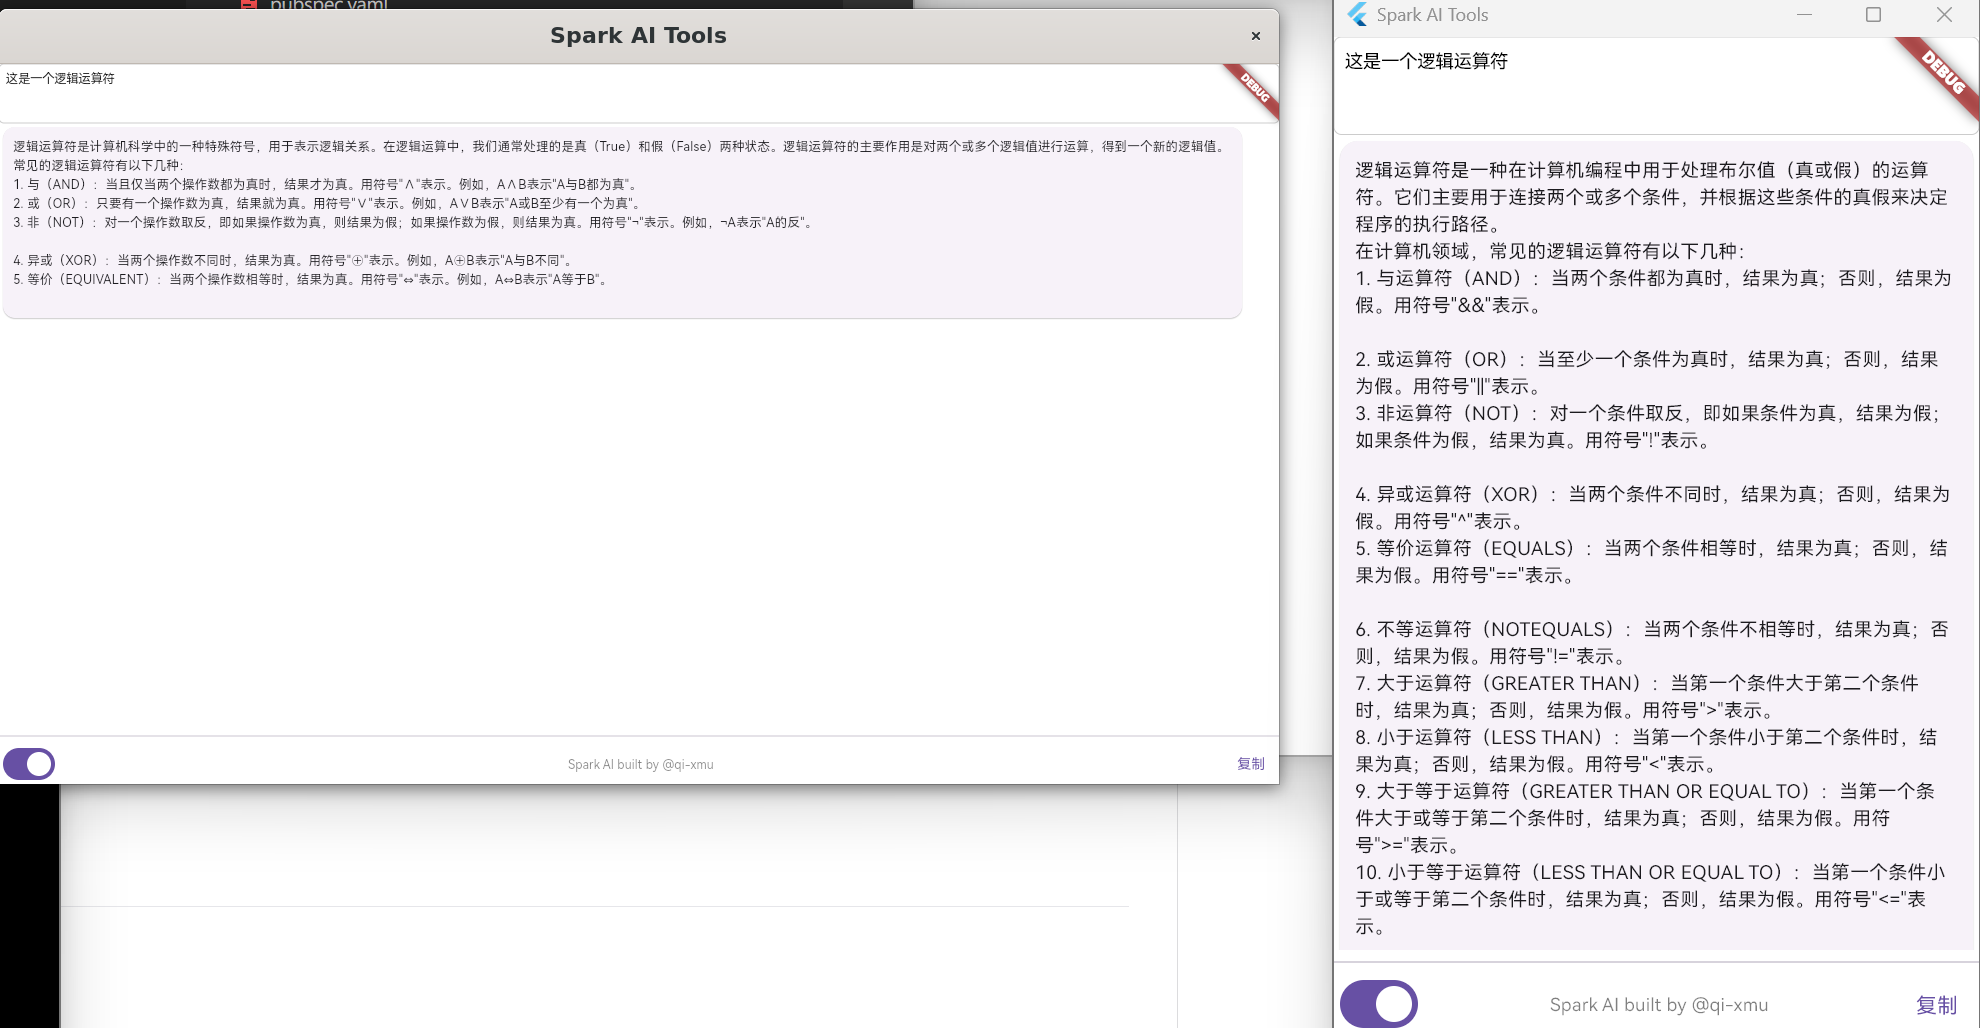 pubspec.yaml
Spark AI Tools
这是一个逻辑运算符
DEBUG
逻辑运算符是计算机科学中的一种特殊符号，用于表示逻辑关系。在逻辑运算中，我们通常处理的是真（True）和假（False）两种状态。逻辑运算符的主要作用是对两个或多个逻辑值进行运算，得到一个新的逻辑值。
常见的逻辑运算符有以下几种：
1. 与（AND）：当且仅当两个操作数都为真时，结果才为真。用符号"∧"表示。例如，A∧B表示"A与B都为真"。
2. 或（OR）：只要有一个操作数为真，结果就为真。用符号"∨"表示。例如，A∨B表示"A或B至少有一个为真"。
3. 非（NOT）：对一个操作数取反，即如果操作数为真，则结果为假；如果操作数为假，则结果为真。用符号"¬"表示。例如，¬A表示"A的反"。
4. 异或（XOR）：当两个操作数不同时，结果为真。用符号"⊕"表示。例如，A⊕B表示"A与B不同"。
5. 等价（EQUIVALENT）：当两个操作数相等时，结果为真。用符号"⇔"表示。例如，A⇔B表示"A等于B"。
Spark AI built by @qi-xmu
复制
Spark AI Tools
这是一个逻辑运算符
DEBUG
逻辑运算符是一种在计算机编程中用于处理布尔值（真或假）的运算
符。它们主要用于连接两个或多个条件，并根据这些条件的真假来决定
程序的执行路径。
在计算机领域，常见的逻辑运算符有以下几种：
1. 与运算符（AND）：当两个条件都为真时，结果为真；否则，结果为
假。用符号"&&"表示。
2. 或运算符（OR）：当至少一个条件为真时，结果为真；否则，结果
为假。用符号"||"表示。
3. 非运算符（NOT）：对一个条件取反，即如果条件为真，结果为假；
如果条件为假，结果为真。用符号"!"表示。
4. 异或运算符（XOR）：当两个条件不同时，结果为真；否则，结果为
假。用符号"^"表示。
5. 等价运算符（EQUALS）：当两个条件相等时，结果为真；否则，结
果为假。用符号"=="表示。
6. 不等运算符（NOTEQUALS）：当两个条件不相等时，结果为真；否
则，结果为假。用符号"!="表示。
7. 大于运算符（GREATER THAN）：当第一个条件大于第二个条件
时，结果为真；否则，结果为假。用符号">"表示。
8. 小于运算符（LESS THAN）：当第一个条件小于第二个条件时，结
果为真；否则，结果为假。用符号"<"表示。
9. 大于等于运算符（GREATER THAN OR EQUAL TO）：当第一个条
件大于或等于第二个条件时，结果为真；否则，结果为假。用符
号">="表示。
10. 小于等于运算符（LESS THAN OR EQUAL TO）：当第一个条件小
于或等于第二个条件时，结果为真；否则，结果为假。用符号"<="表
示。
Spark AI built by @qi-xmu
复制